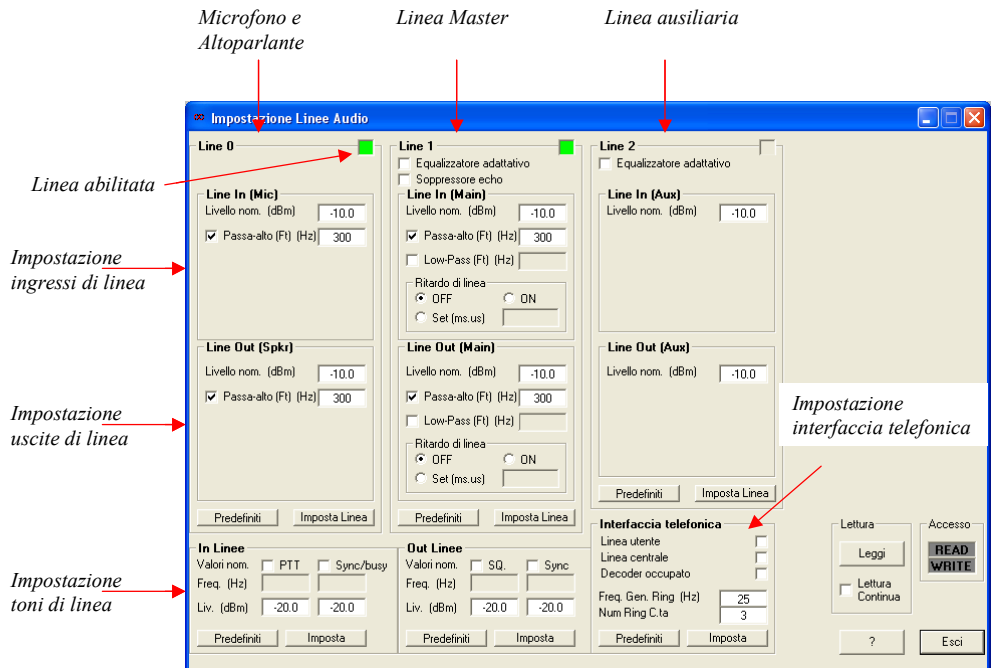 Microfono e
Altoparlante
Linea Master
Linea ausiliaria
Linea abilitata
Impostazione
ingressi di linea
Impostazione
uscite di linea
Impostazione
toni di linea
Impostazione
interfaccia telefonica
Impostazione Linee Audio
Line 0
Line In (Mic)
Livello nom. (dBm) -10.0
Passa-alto (Ft) (Hz) 300
Line Out (Spkr)
Livello nom. (dBm) -10.0
Passa-alto (Ft) (Hz) 300
Predefiniti Imposta Linea
Line 1
Equalizzatore adattativo
Soppressore echo
Line In (Main)
Livello nom. (dBm) -10.0
Passa-alto (Ft) (Hz) 300
Low-Pass (Ft) (Hz)
Ritardo di linea
OFF ON
Set (ms.us)
Line Out (Main)
Livello nom. (dBm) -10.0
Passa-alto (Ft) (Hz) 300
Low-Pass (Ft) (Hz)
Ritardo di linea
OFF ON
Set (ms.us)
Predefiniti Imposta Linea
Line 2
Equalizzatore adattativo
Line In (Aux)
Livello nom. (dBm) -10.0
Line Out (Aux)
Livello nom. (dBm) -10.0
Predefiniti Imposta Linea
In Linee
Valori nom. PTT Sync/busy
Freq. (Hz)
Liv. (dBm) -20.0 -20.0
Predefiniti Imposta
Out Linee
Valori nom. SQ. Sync
Freq. (Hz)
Liv. (dBm) -20.0 -20.0
Predefiniti Imposta
Interfaccia telefonica
Linea utente
Linea centrale
Decoder occupato
Freq. Gen. Ring (Hz) 25
Num Ring C.ta 3
Predefiniti Imposta
Lettura
Leggi
Lettura
Continua
Accesso
READ
WRITE
? Esci